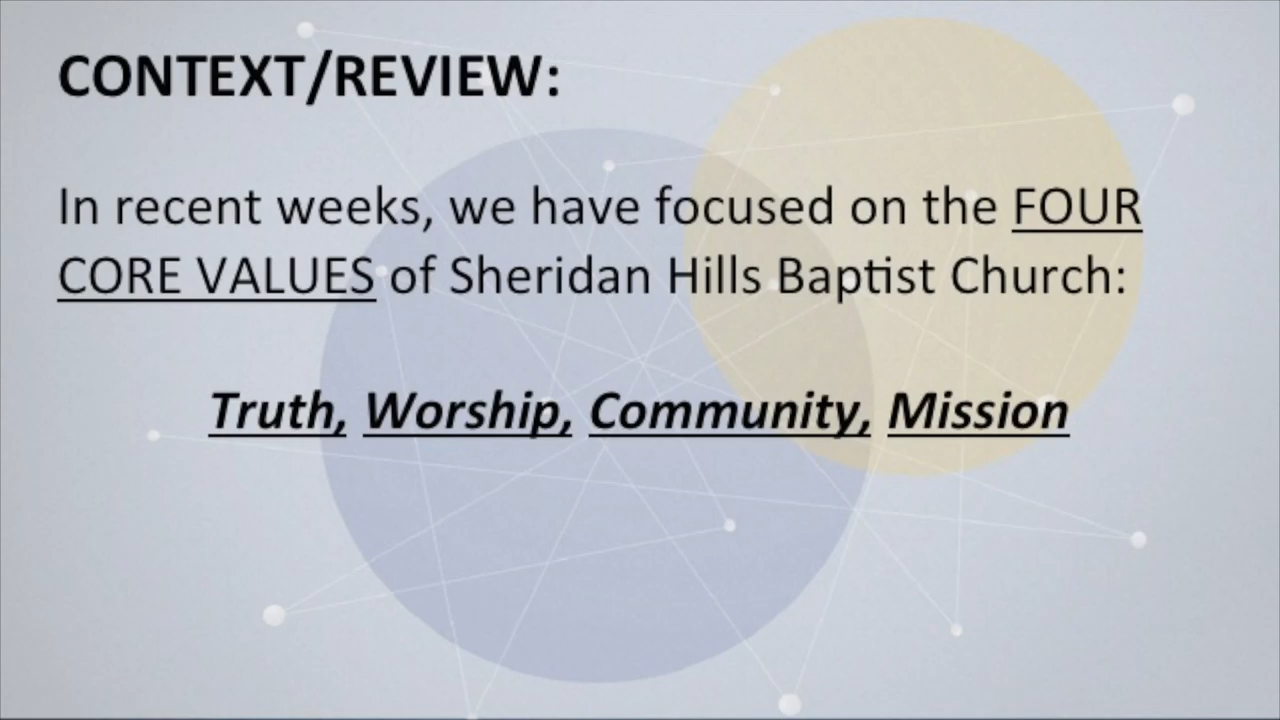 CONTEXT/REVIEW:
In recent weeks, we have focused on the FOUR
CORE VALUES of Sheridan Hills Baptist Church:
Truth, Worship, Community, Mission